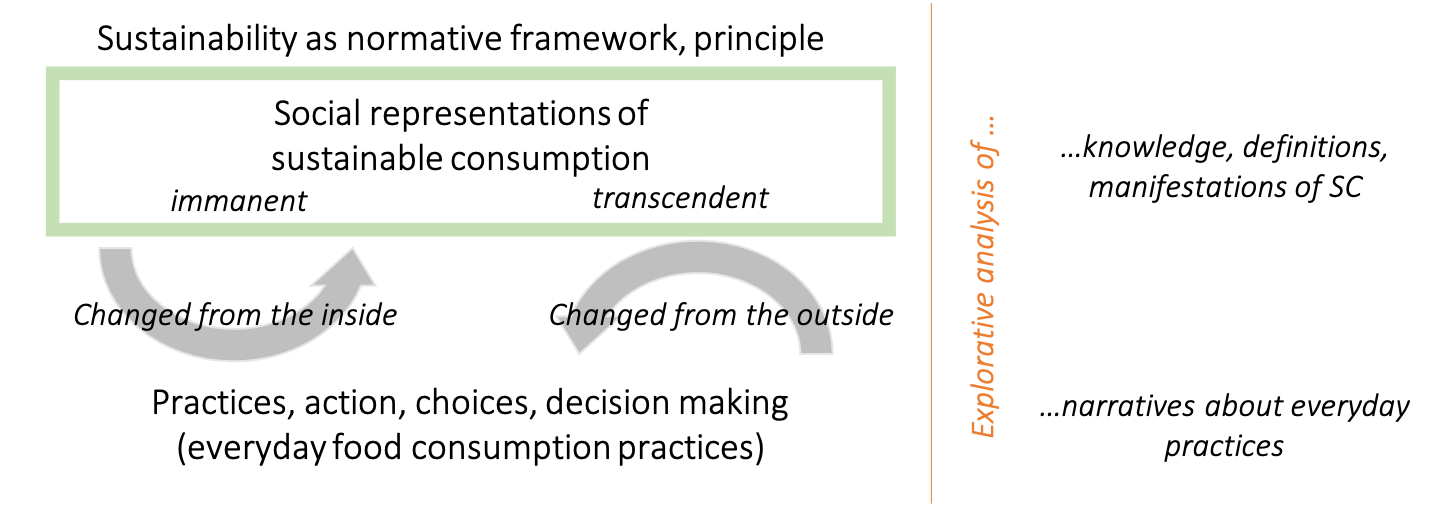 Sustainability as normative framework, principle
Social representations of
sustainable consumption
immanent
transcendent
Changed from the inside
Changed from the outside
Practices, action, choices, decision making
(everyday food consumption practices)
Explorative analysis of ...
...knowledge, definitions,
manifestations of SC
...narratives about everyday
practices